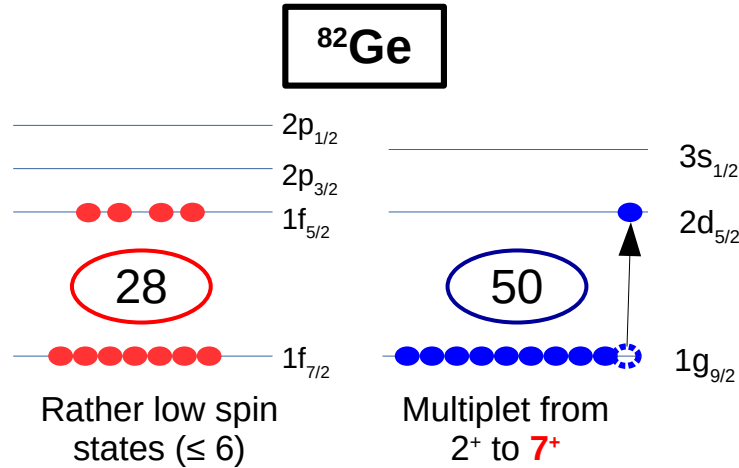 ⁸²Ge
2p₁/₂
2p₃/₂
1f₅/₂
28
1f₇/₂
Rather low spin
states (≤ 6)
3s₁/₂
2d₅/₂
50
1g₉/₂
Multiplet from
2⁺ to 7⁺